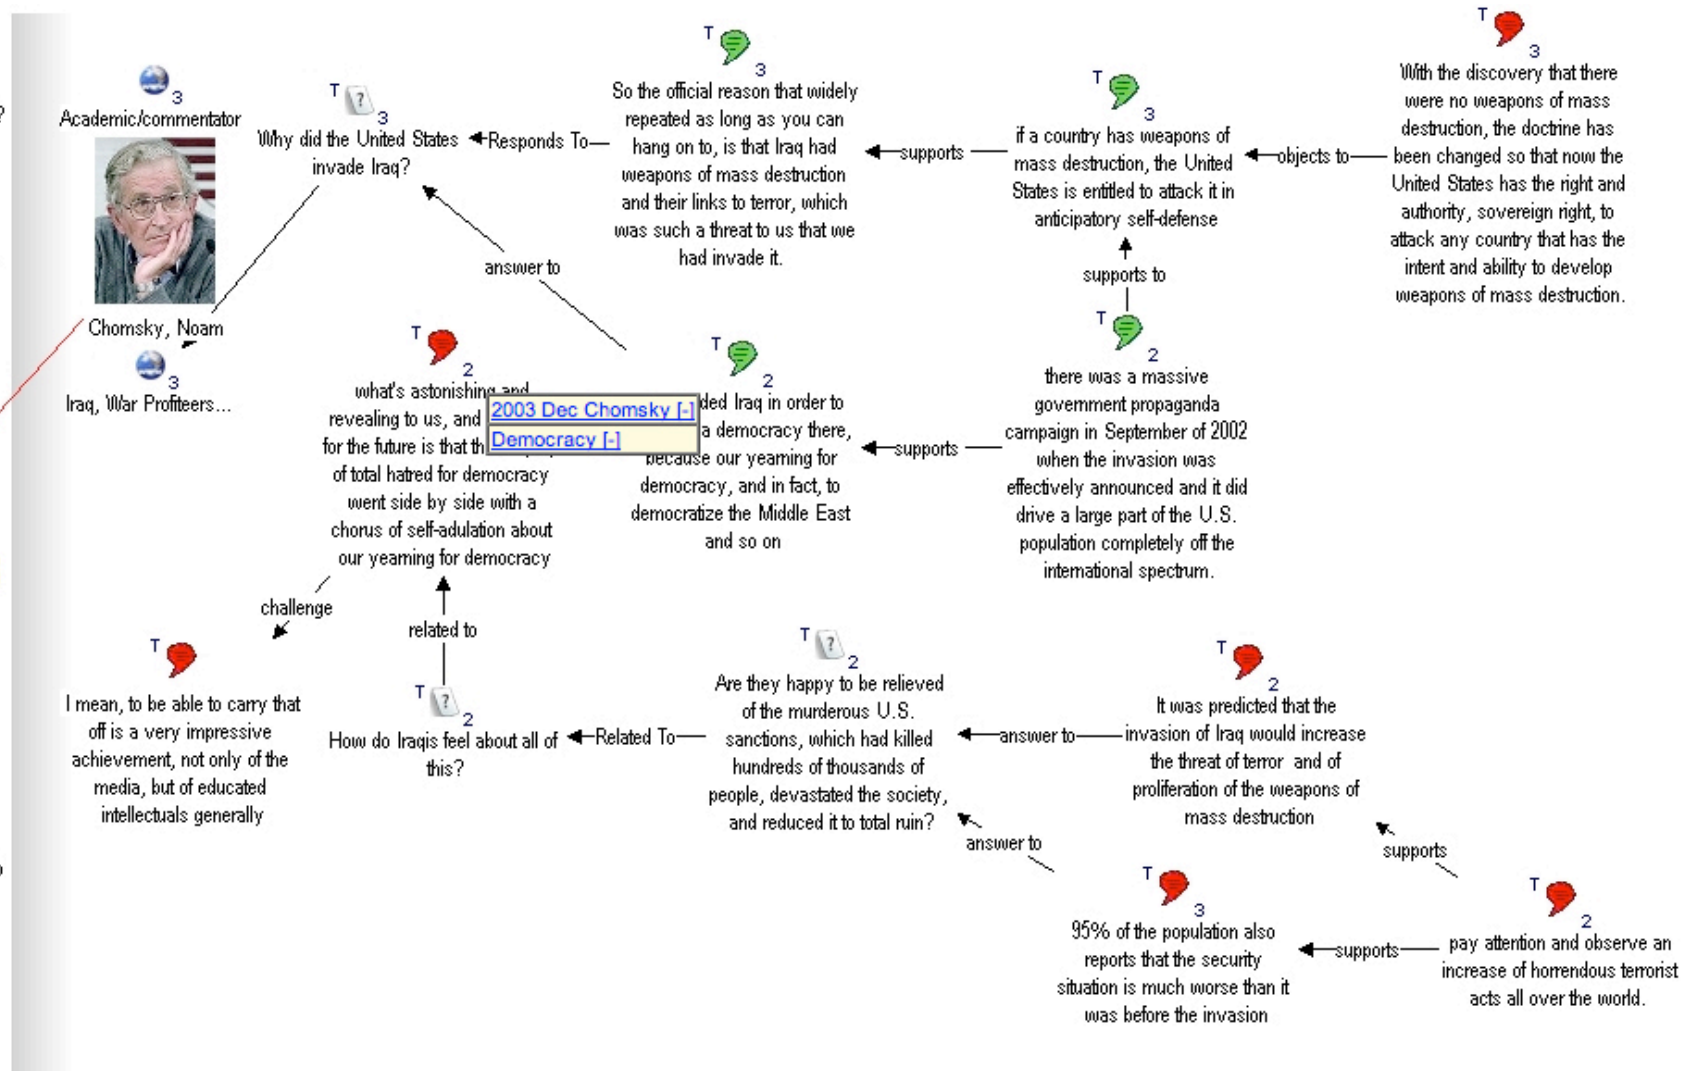 ?
3
Academic/commentator
Chomsky, Noam
3
Iraq, War Profiteers...
T
?
3
Why did the United States
invade Iraq?
Responds To
T
3
So the official reason that widely
repeated as long as you can
hang on to, is that Iraq had
weapons of mass destruction
and their links to terror, which
was such a threat to us that we
had invade it.
supports
T
3
if a country has weapons of
mass destruction, the United
States is entitled to attack it in
anticipatory self-defense
objects to
T
3
With the discovery that there
were no weapons of mass
destruction, the doctrine has
been changed so that now the
United States has the right and
authority, sovereign right, to
attack any country that has the
intent and ability to develop
weapons of mass destruction.
answer to
supports to
T
2
what's astonishing and
revealing to us, and
for the future is that th
of total hatred for democracy
went side by side with a
chorus of self-adulation about
our yearning for democracy
2003 Dec Chomsky [-]
Democracy [-]
T
2
ded Iraq in order to
a democracy there,
because our yearning for
democracy, and in fact, to
democratize the Middle East
and so on
supports
T
2
there was a massive
government propaganda
campaign in September of 2002
when the invasion was
effectively announced and it did
drive a large part of the U.S.
population completely off the
international spectrum.
challenge
related to
T
I mean, to be able to carry that
off is a very impressive
achievement, not only of the
media, but of educated
intellectuals generally
T
?
2
How do Iraqis feel about all of
this?
Related To
T
?
2
Are they happy to be relieved
of the murderous U.S.
sanctions, which had killed
hundreds of thousands of
people, devastated the society,
and reduced it to total ruin?
answer to
T
2
It was predicted that the
invasion of Iraq would increase
the threat of terror and of
proliferation of the weapons of
mass destruction
answer to
supports
T
3
95% of the population also
reports that the security
situation is much worse than it
was before the invasion
supports
T
2
pay attention and observe an
increase of horrendous terrorist
acts all over the world.